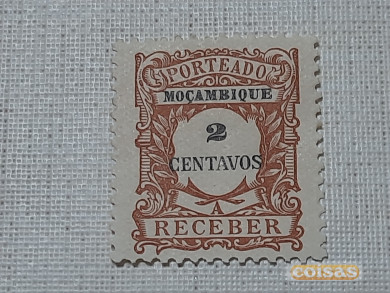 PORTEADO
MOÇAMBIQUE
2
CENTAVOS
A
RECEBER
coisas